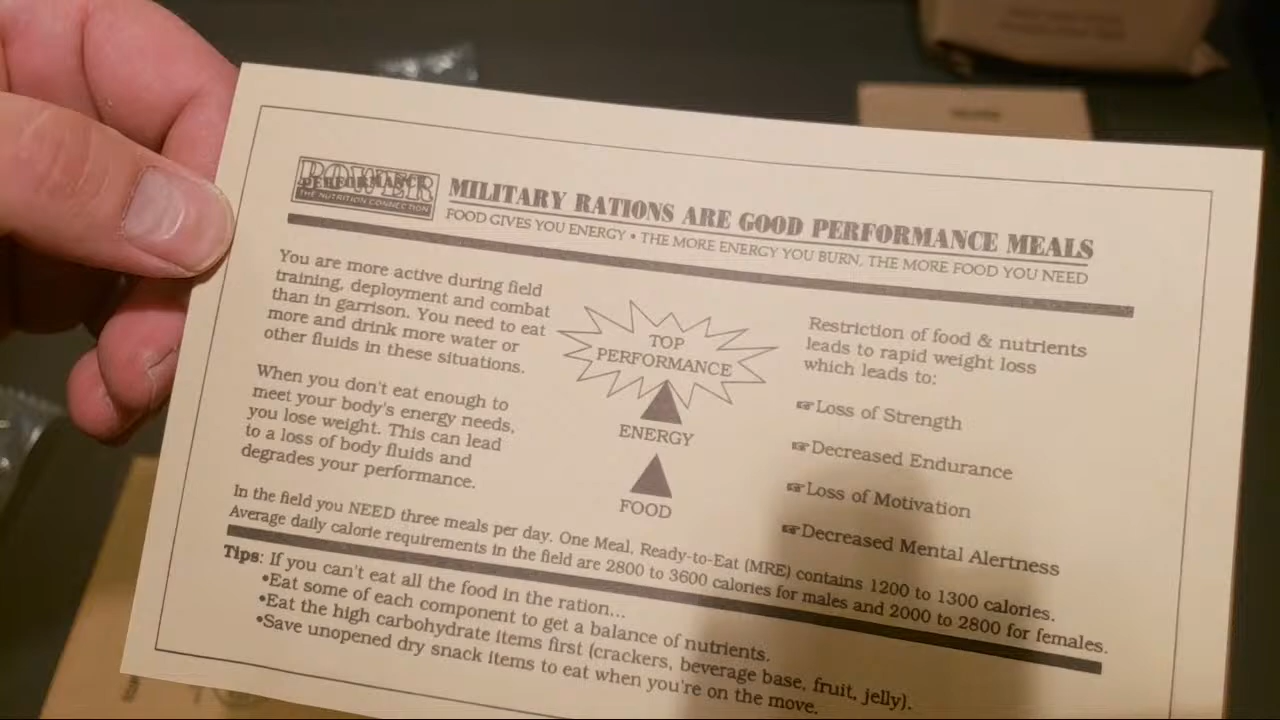 POWER
PERFORMANCE
THE NUTRITION CONNECTION
MILITARY RATIONS ARE GOOD PERFORMANCE MEALS
FOOD GIVES YOU ENERGY • THE MORE ENERGY YOU BURN, THE MORE FOOD YOU NEED
You are more active during field
training, deployment and combat
than in garrison. You need to eat
more and drink more water or
other fluids in these situations.
When you don't eat enough to
meet your body's energy needs,
you lose weight. This can lead
to a loss of body fluids and
degrades your performance.
TOP
PERFORMANCE
ENERGY
FOOD
Restriction of food & nutrients
leads to rapid weight loss
which leads to:
☞Loss of Strength
☞Decreased Endurance
☞Loss of Motivation
☞Decreased Mental Alertness
In the field you NEED three meals per day. One Meal, Ready-to-Eat (MRE) contains 1200 to 1300 calories.
Average daily calorie requirements in the field are 2800 to 3600 calories for males and 2000 to 2800 for females.
Tips: If you can't eat all the food in the ration...
•Eat some of each component to get a balance of nutrients.
•Eat the high carbohydrate items first (crackers, beverage base, fruit, jelly).
•Save unopened dry snack items to eat when you're on the move.